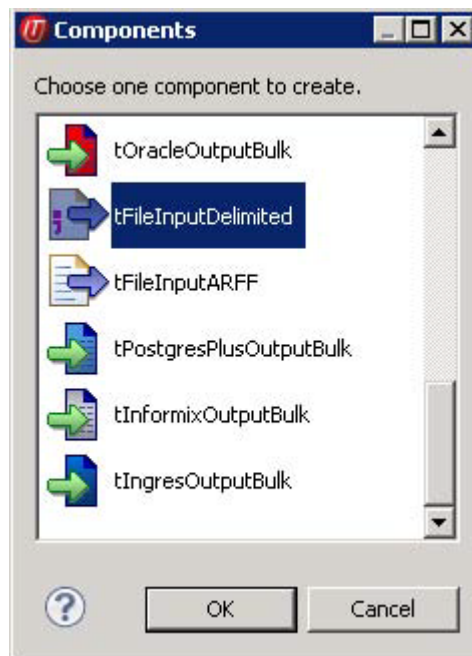 Components
Choose one component to create.
tOracleOutputBulk
tFileInputDelimited
tFileInputARFF
tPostgresPlusOutputBulk
tInformixOutputBulk
tIngresOutputBulk
?
OK
Cancel